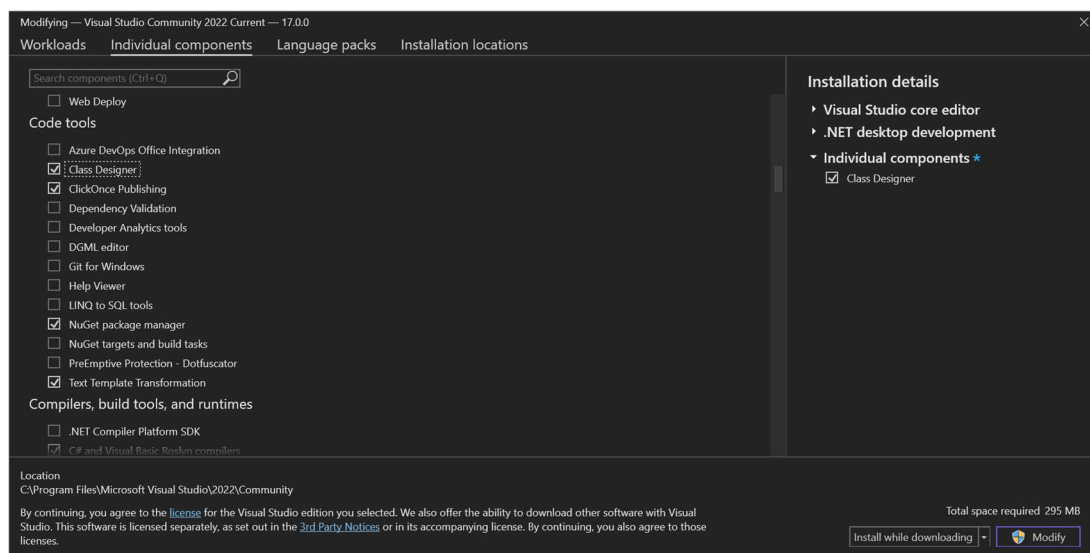 Modifying — Visual Studio Community 2022 Current — 17.0.0
Workloads Individual components Language packs Installation locations
Search components (Ctrl+Q)
Web Deploy
Code tools
Azure DevOps Office Integration
Class Designer
ClickOnce Publishing
Dependency Validation
Developer Analytics tools
DGML editor
Git for Windows
Help Viewer
LINQ to SQL tools
NuGet package manager
NuGet targets and build tasks
PreEmptive Protection - Dotfuscator
Text Template Transformation
Compilers, build tools, and runtimes
.NET Compiler Platform SDK
C# and Visual Basic Roslyn compilers
Installation details
Visual Studio core editor
.NET desktop development
Individual components *
Class Designer
Location
C:\Program Files\Microsoft Visual Studio\2022\Community
By continuing, you agree to the license for the Visual Studio edition you selected. We also offer the ability to download other software with Visual
Studio. This software is licensed separately, as set out in the 3rd Party Notices or in its accompanying license. By continuing, you also agree to those
licenses.
Total space required 295 MB
Install while downloading
Modify